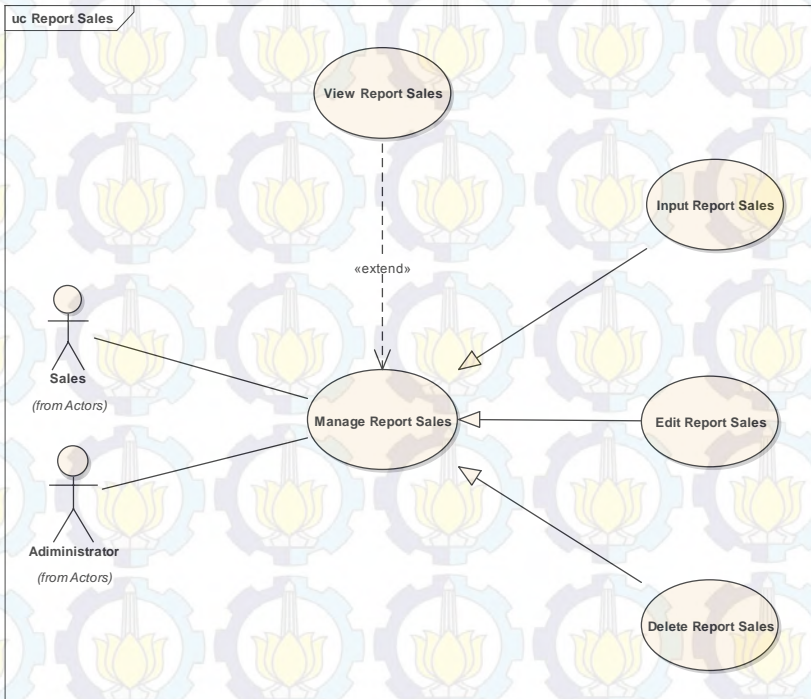 uc Report Sales
View Report Sales
Input Report Sales
«extend»
Sales
(from Actors)
Manage Report Sales
Edit Report Sales
Adiministrator
(from Actors)
Delete Report Sales